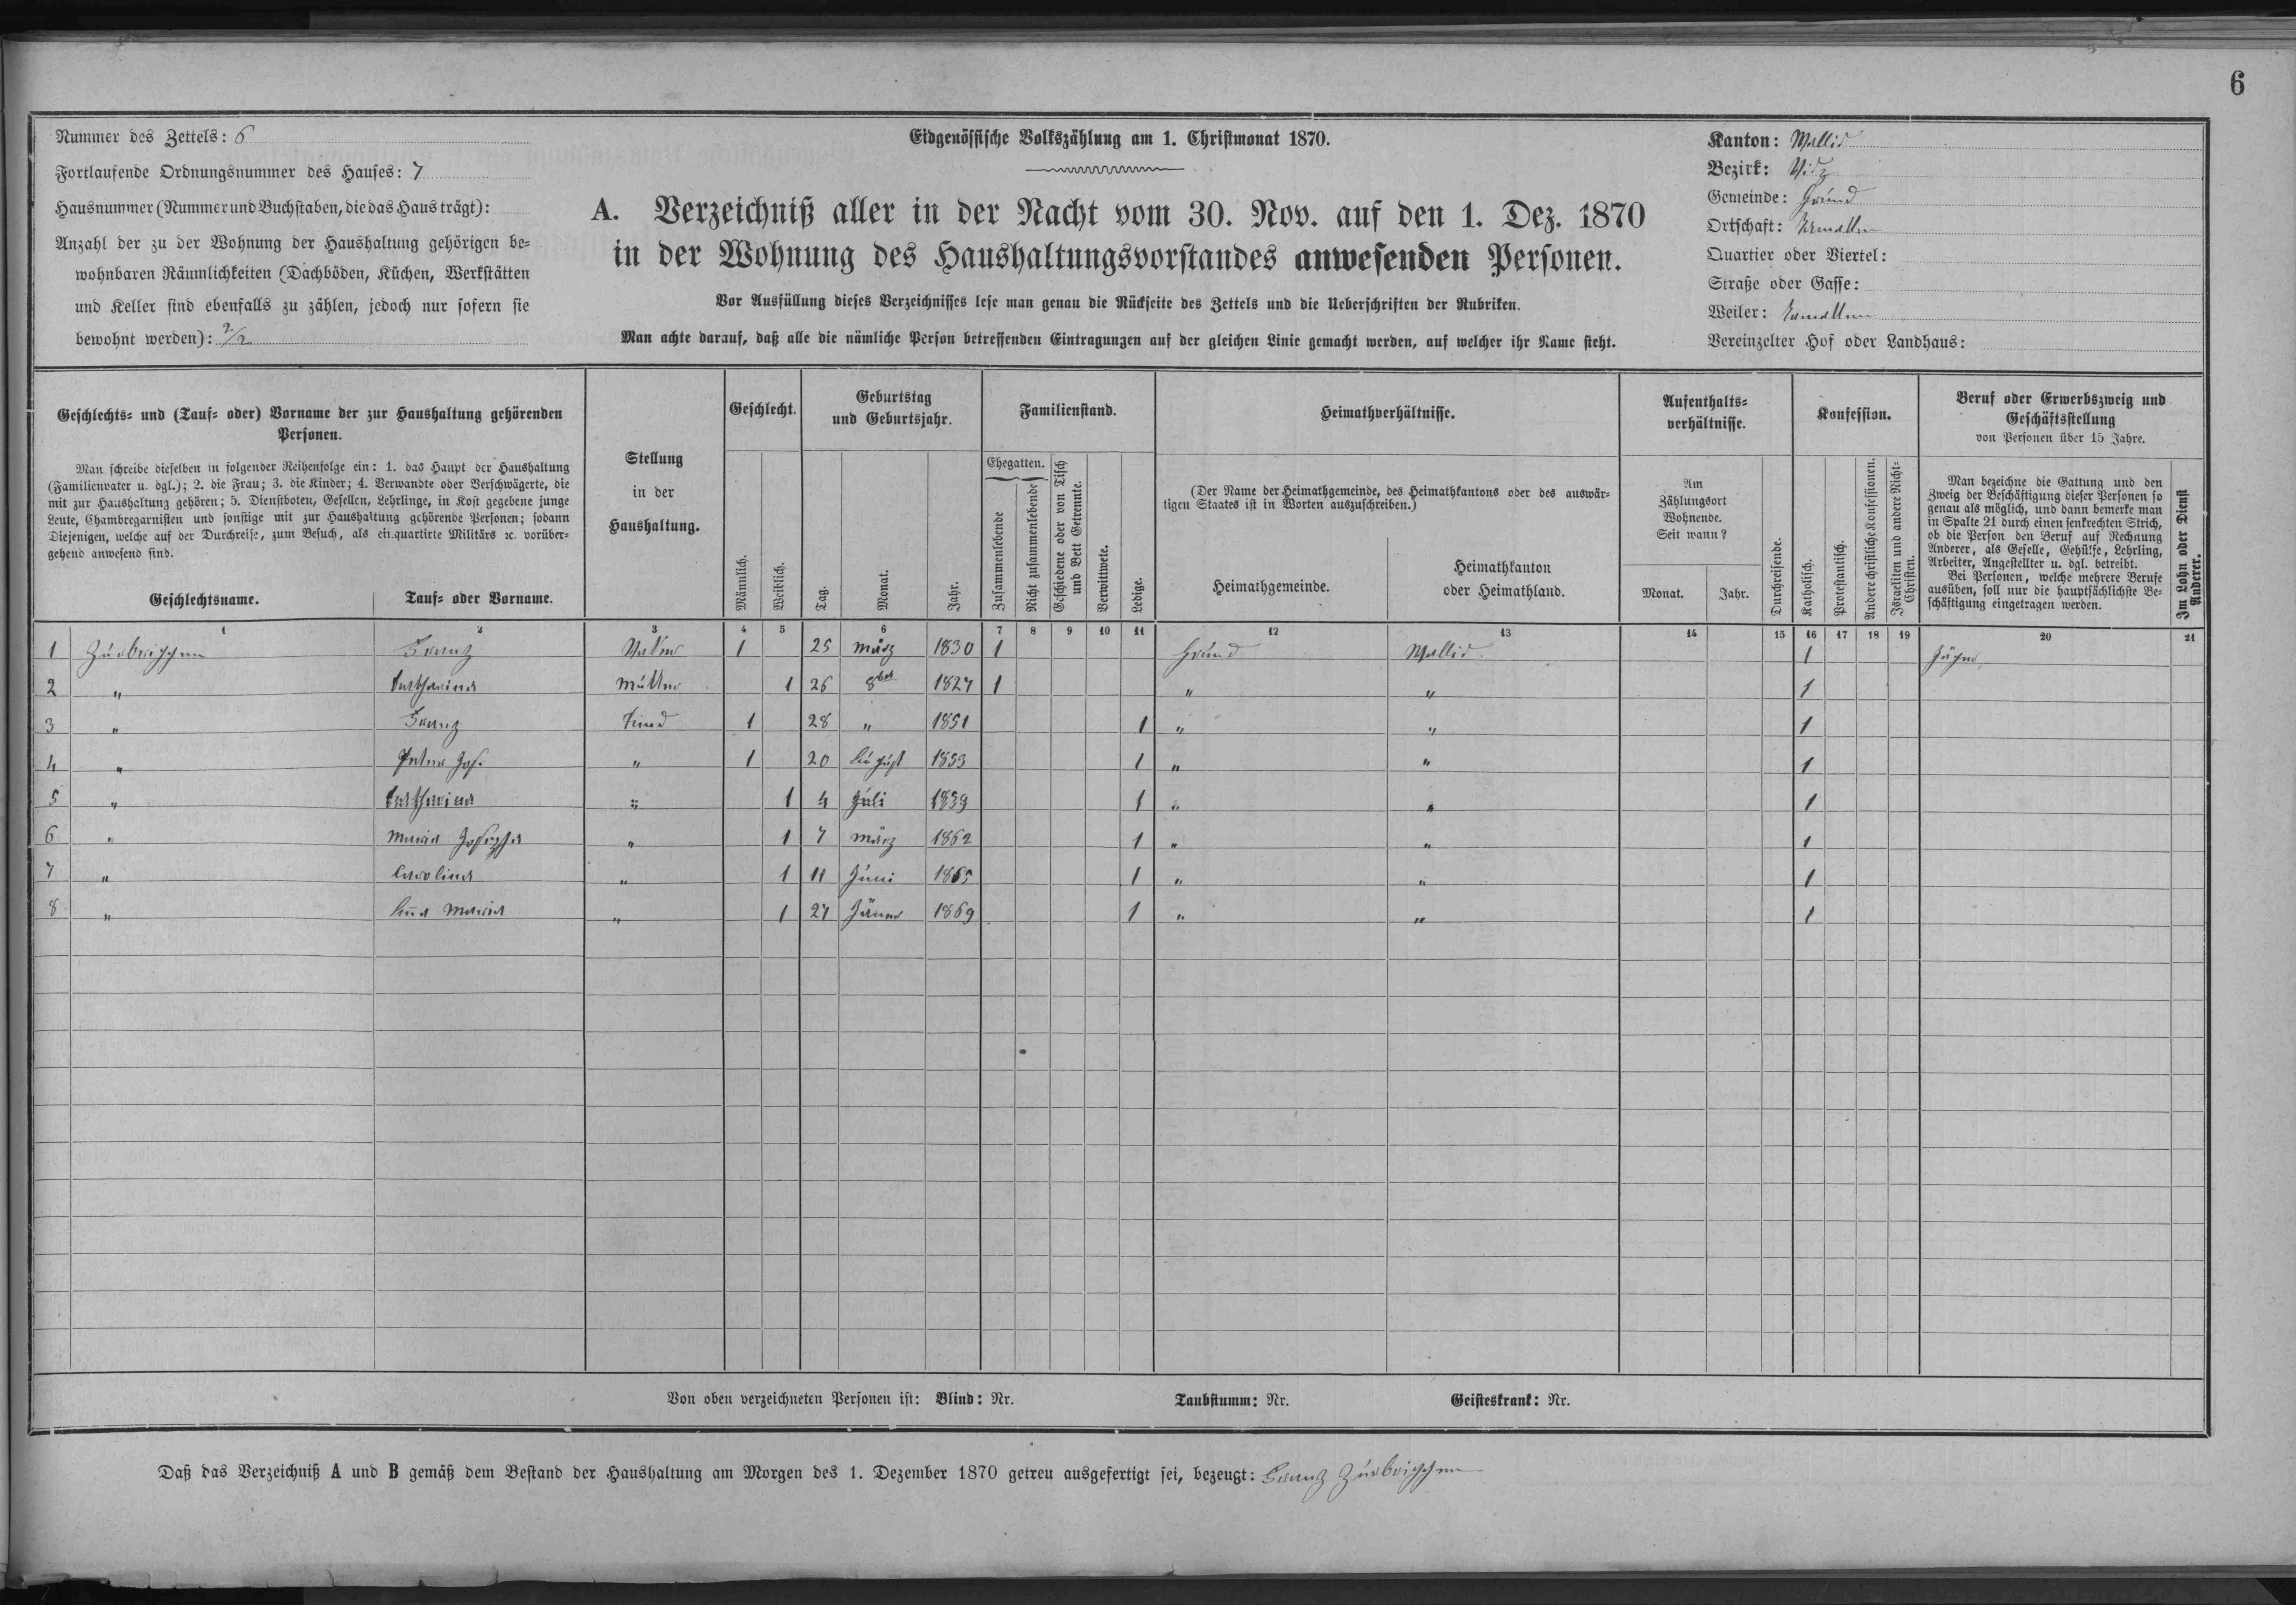 6
Nummer des Zettels: 6
Fortlaufende Ordnungsnummer des Hauses: 7
Hausnummer (Nummer und Buchstaben, die das Haus trägt):
Anzahl der zu der Wohnung der Haushaltung gehörigen be=
wohnbaren Räumlichkeiten (Dachböden, Küchen, Werkstätten
und Keller sind ebenfalls zu zählen, jedoch nur sofern sie
bewohnt werden): 2/2
Eidgenössische Volkszählung am 1. Christmonat 1870.
A. Verzeichniß aller in der Nacht vom 30. Nov. auf den 1. Dez. 1870
in der Wohnung des Haushaltungsvorstandes anwesenden Personen.
Vor Ausfüllung dieses Verzeichnisses lese man genau die Rückseite des Zettels und die Ueberschriften der Rubriken.
Man achte darauf, daß alle die nämliche Person betreffenden Eintragungen auf der gleichen Linie gemacht werden, auf welcher ihr Name steht.
Kanton: Wallis
Bezirk: Visp
Gemeinde: Gründ
Ortschaft:
Quartier oder Viertel:
Straße oder Gasse:
Weiler:
Vereinzelter Hof oder Landhaus:
Geschlechts= und (Tauf= oder) Vorname der zur Haushaltung gehörenden
Personen.
Man schreibe dieselben in folgender Reihenfolge ein: 1. das Haupt der Haushaltung
(Familienvater u. dgl.); 2. die Frau; 3. die Kinder; 4. Verwandte oder Verschwägerte, die
mit zur Haushaltung gehören; 5. Dienstboten, Gesellen, Lehrlinge, in Kost gegebene junge
Leute, Chambregarnisten und sonstige mit zur Haushaltung gehörende Personen; sodann
Diejenigen, welche auf der Durchreise, zum Besuch, als einquartirte Militärs ꝛc. vorüber=
gehend anwesend sind.
Geschlechtsname.
Tauf= oder Vorname.
Stellung
in der
Haushaltung.
Geschlecht.
Männlich.
Weiblich.
Geburtstag
und Geburtsjahr.
Tag.
Monat.
Jahr.
Familienstand.
Ehegatten.
Zusammenlebende
Nicht zusammenlebende
Geschiedene oder von Tisch
und Bett Getrennte.
Verwittwete.
Ledige.
Heimathverhältnisse.
(Der Name der Heimathgemeinde, des Heimathkantons oder des auswär=
tigen Staates ist in Worten auszuschreiben.)
Heimathgemeinde.
Heimathkanton
oder Heimathland.
Aufenthalts=
verhältnisse.
Am
Zählungsort
Wohnende.
Seit wann?
Monat.
Jahr.
Durchreisende.
Konfession.
Katholisch.
Protestantisch.
Andere christliche Konfessionen.
Israeliten und andere Nicht=
Christen.
Beruf oder Erwerbszweig und
Geschäftsstellung
von Personen über 15 Jahre.
Man bezeichne die Gattung und den
Zweig der Beschäftigung dieser Personen so
genau als möglich, und dann bemerke man
in Spalte 21 durch einen senkrechten Strich,
ob die Person den Beruf auf Rechnung
Anderer, als Geselle, Gehülfe, Lehrling,
Arbeiter, Angestellter u. dgl. betreibt.
Bei Personen, welche mehrere Berufe
ausüben, soll nur die hauptsächlichste Be=
schäftigung eingetragen werden.
Im Lohn oder Dienst
Anderer.
1 2 3 4 5 6 7 8 9 10 11 12 13 14 15 16 17 18 19 20 21
1 Zurbriggen Franz Vater 1 25 März 1830 1 Gründ Wallis 1 Jäger
2 " Catharina Mutter 1 26 8ber 1827 1 " " 1
3 " Franz Kind 1 28 " 1851 1 " " 1
4 " Peter Jos. " 1 20 August 1853 1 " " 1
5 " Catharina " 1 4 Juli 1859 1 " " 1
6 " Maria Josepha " 1 7 März 1862 1 " " 1
7 " Carolina " 1 11 Juni 1865 1 " " 1
8 " Ana Maria " 1 27 Jänner 1869 1 " " 1
Von oben verzeichneten Personen ist: Blind: Nr. Taubstumm: Nr. Geisteskrank: Nr.
Daß das Verzeichniß A und B gemäß dem Bestand der Haushaltung am Morgen des 1. Dezember 1870 getreu ausgefertigt sei, bezeugt: Franz Zurbriggen